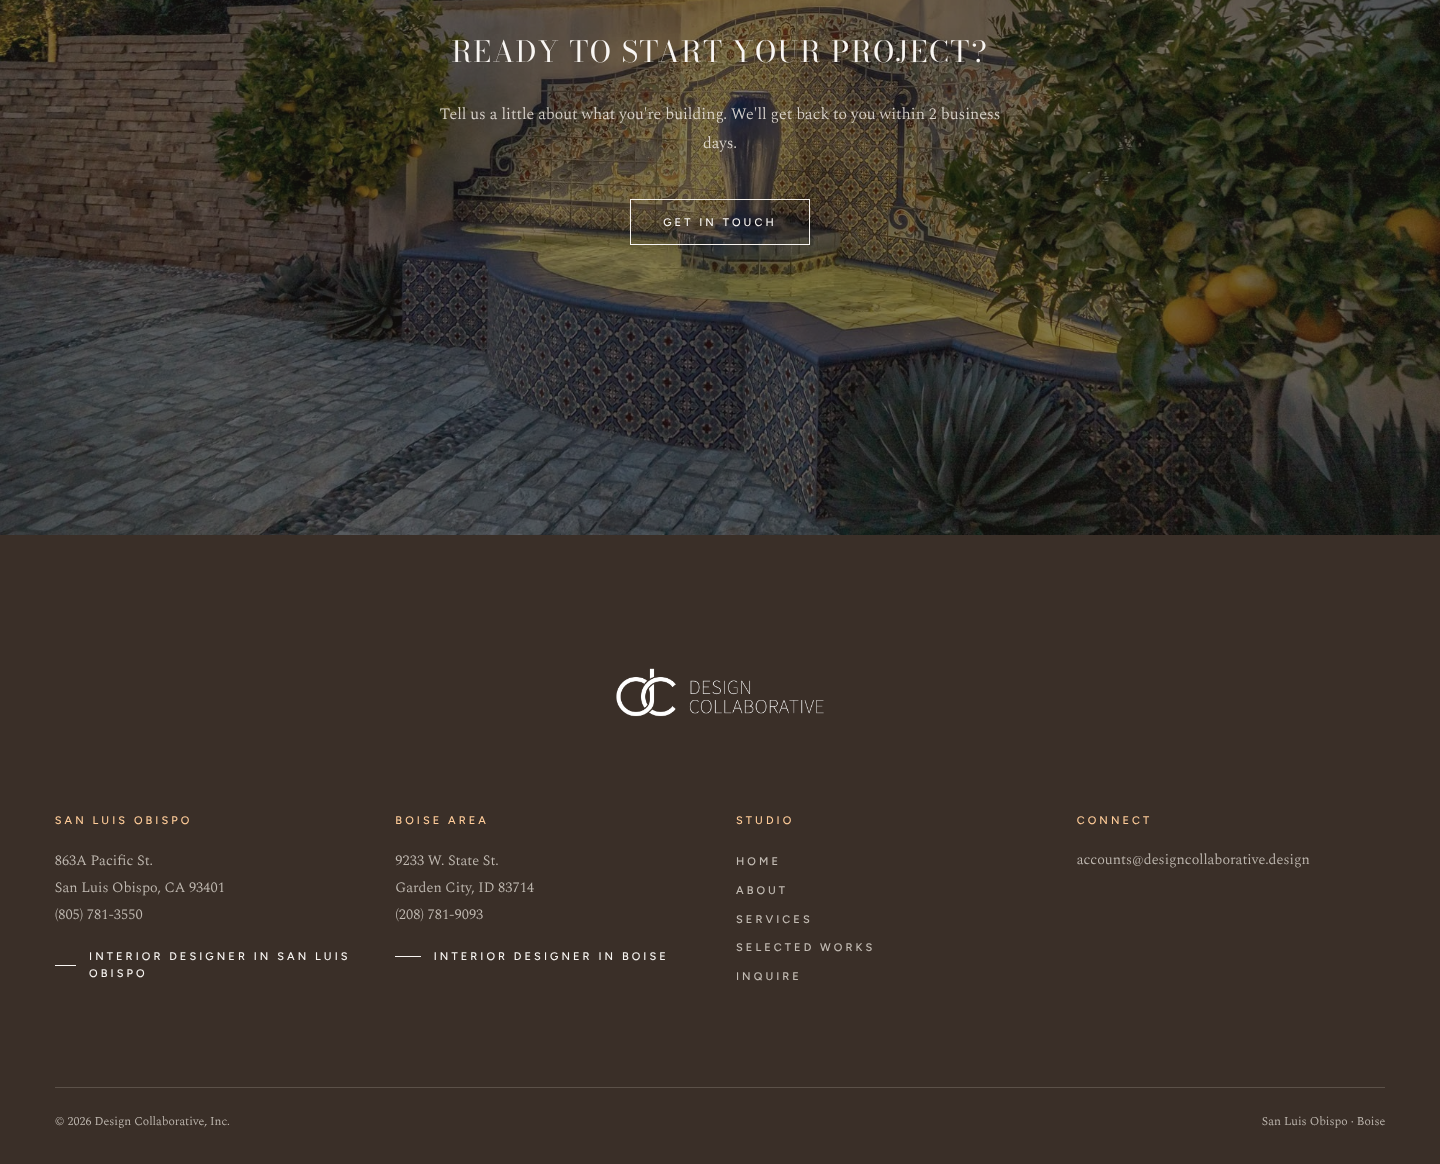 READY TO START YOUR PROJECT?
Tell us a little about what you're building. We'll get back to you within 2 business
days.
GET IN TOUCH
dc DESIGN
COLLABORATIVE
SAN LUIS OBISPO
863A Pacific St.
San Luis Obispo, CA 93401
(805) 781-3550
INTERIOR DESIGNER IN SAN LUIS
OBISPO
BOISE AREA
9233 W. State St.
Garden City, ID 83714
(208) 781-9093
INTERIOR DESIGNER IN BOISE
STUDIO
HOME
ABOUT
SERVICES
SELECTED WORKS
INQUIRE
CONNECT
accounts@designcollaborative.design
© 2026 Design Collaborative, Inc.
San Luis Obispo · Boise